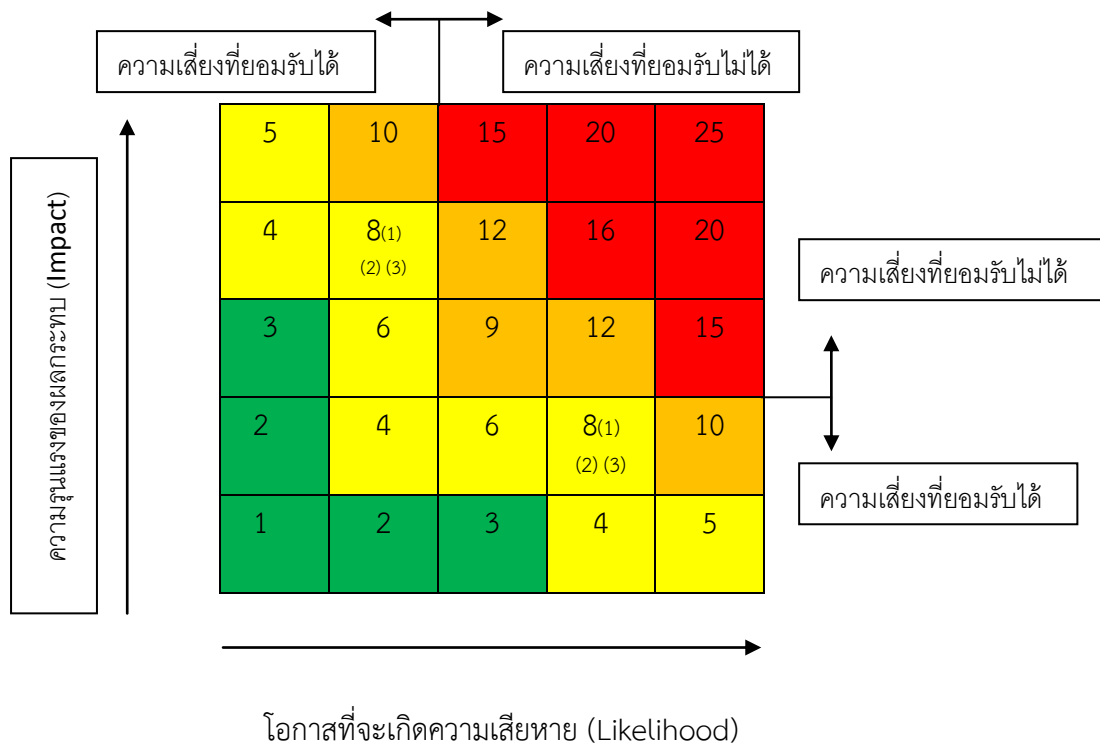 ความเสี่ยงที่ยอมรับได้
ความเสี่ยงที่ยอมรับไม่ได้
ความรุนแรงของผลกระทบ (Impact)
5 10 15 20 25
4 8(1) 12 16 20
(2) (3)
ความเสี่ยงที่ยอมรับไม่ได้
3 6 9 12 15
2 4 6 8(1) 10
(2) (3)
ความเสี่ยงที่ยอมรับได้
1 2 3 4 5
โอกาสที่จะเกิดความเสียหาย (Likelihood)